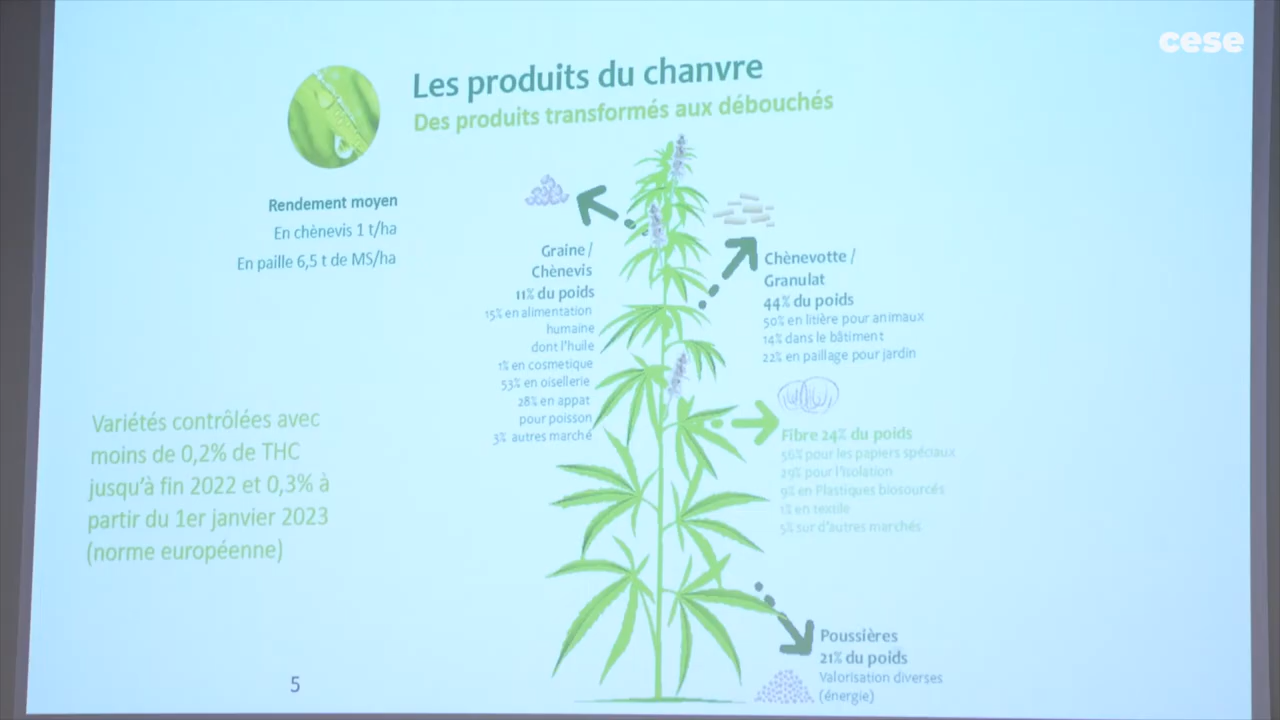 cese
Les produits du chanvre
Des produits transformés aux débouchés
Rendement moyen
En chènevis 1 t/ha
En paille 6,5 t de MS/ha
Graine /
Chènevis
11% du poids
15% en alimentation
humaine
dont l'huile
1% en cosmetique
53% en oisellerie
28% en appat
pour poisson
3% autres marché
Chènevotte /
Granulat
44% du poids
50% en litière pour animaux
14% dans le bâtiment
22% en paillage pour jardin
Fibre 24% du poids
56% pour les papiers spéciaux
29% pour l'isolation
9% en Plastiques biosourcés
1% en textile
5% sur d'autres marchés
Variétés contrôlées avec
moins de 0,2% de THC
jusqu'à fin 2022 et 0,3% à
partir du 1er janvier 2023
(norme européenne)
Poussières
21% du poids
Valorisation diverses
(énergie)
5